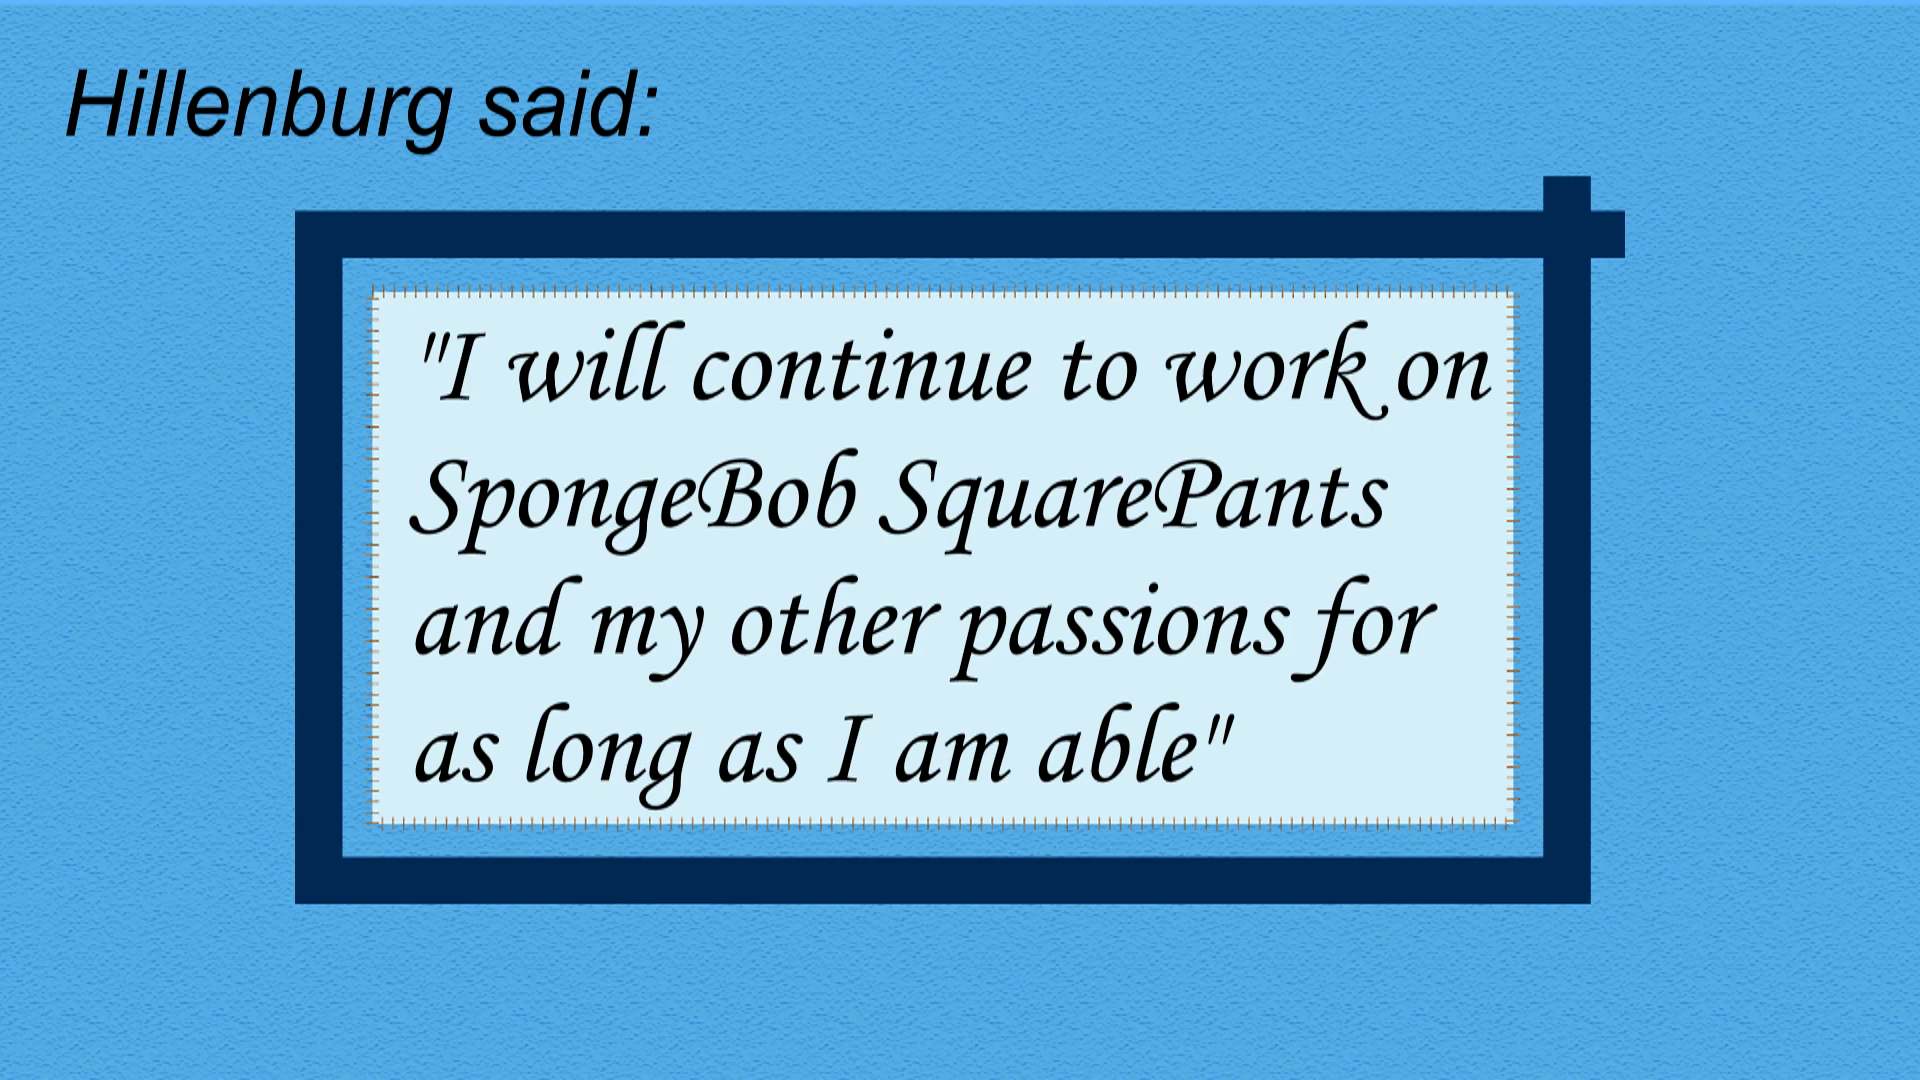 Hillenburg said:
"I will continue to work on
SpongeBob SquarePants
and my other passions for
as long as I am able"